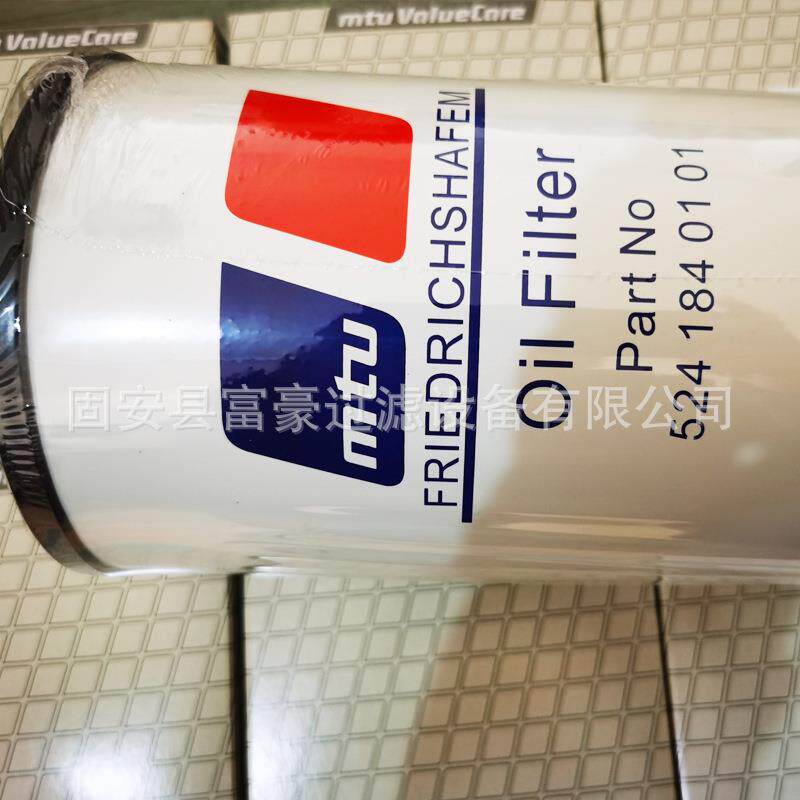 mtu ValueCare
mtu ValueCare
mtu
FRIEDRICHSHAFEM
Oil Filter
Part No
524 184 01 01
固安县富豪过滤设备有限公司